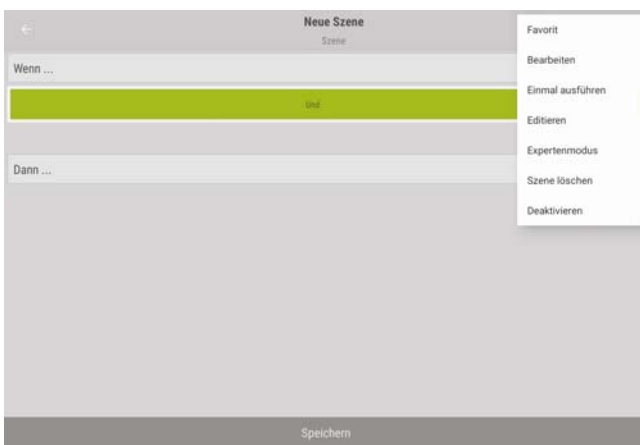 Neue Szene
Szene
Wenn ...
Und
Dann ...
Favorit
Bearbeiten
Einmal ausführen
Editieren
Expertenmodus
Szene löschen
Deaktivieren
Speichern